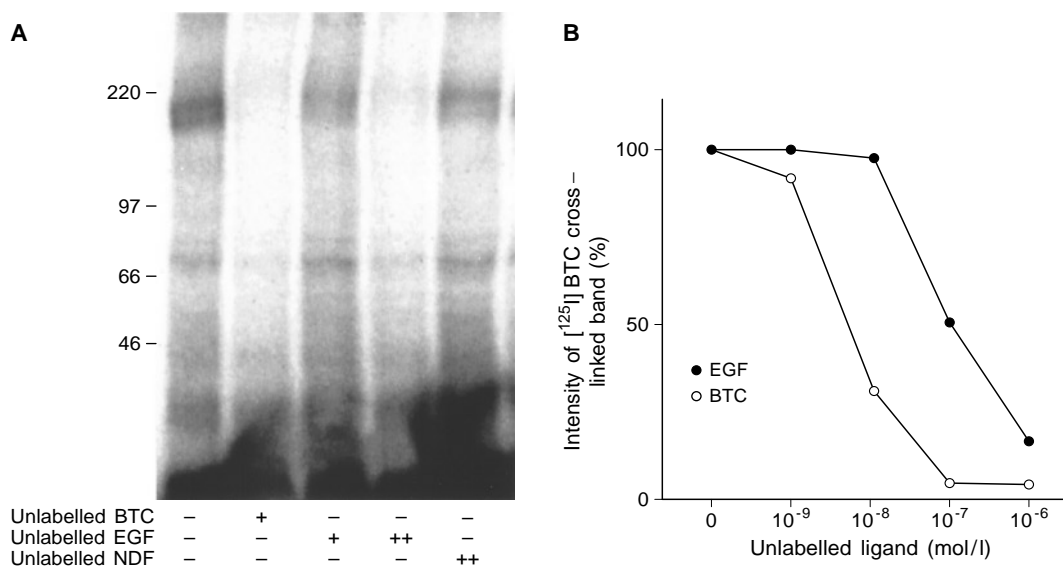 A
220 –
97 –
66 –
46 –
Unlabelled BTC – + – – –
Unlabelled EGF – – + ++ –
Unlabelled NDF – – – – ++
B
Intensity of [¹²⁵I] BTC cross–
linked band (%)
100
50
0
EGF
BTC
0 10⁻⁹ 10⁻⁸ 10⁻⁷ 10⁻⁶
Unlabelled ligand (mol/l)